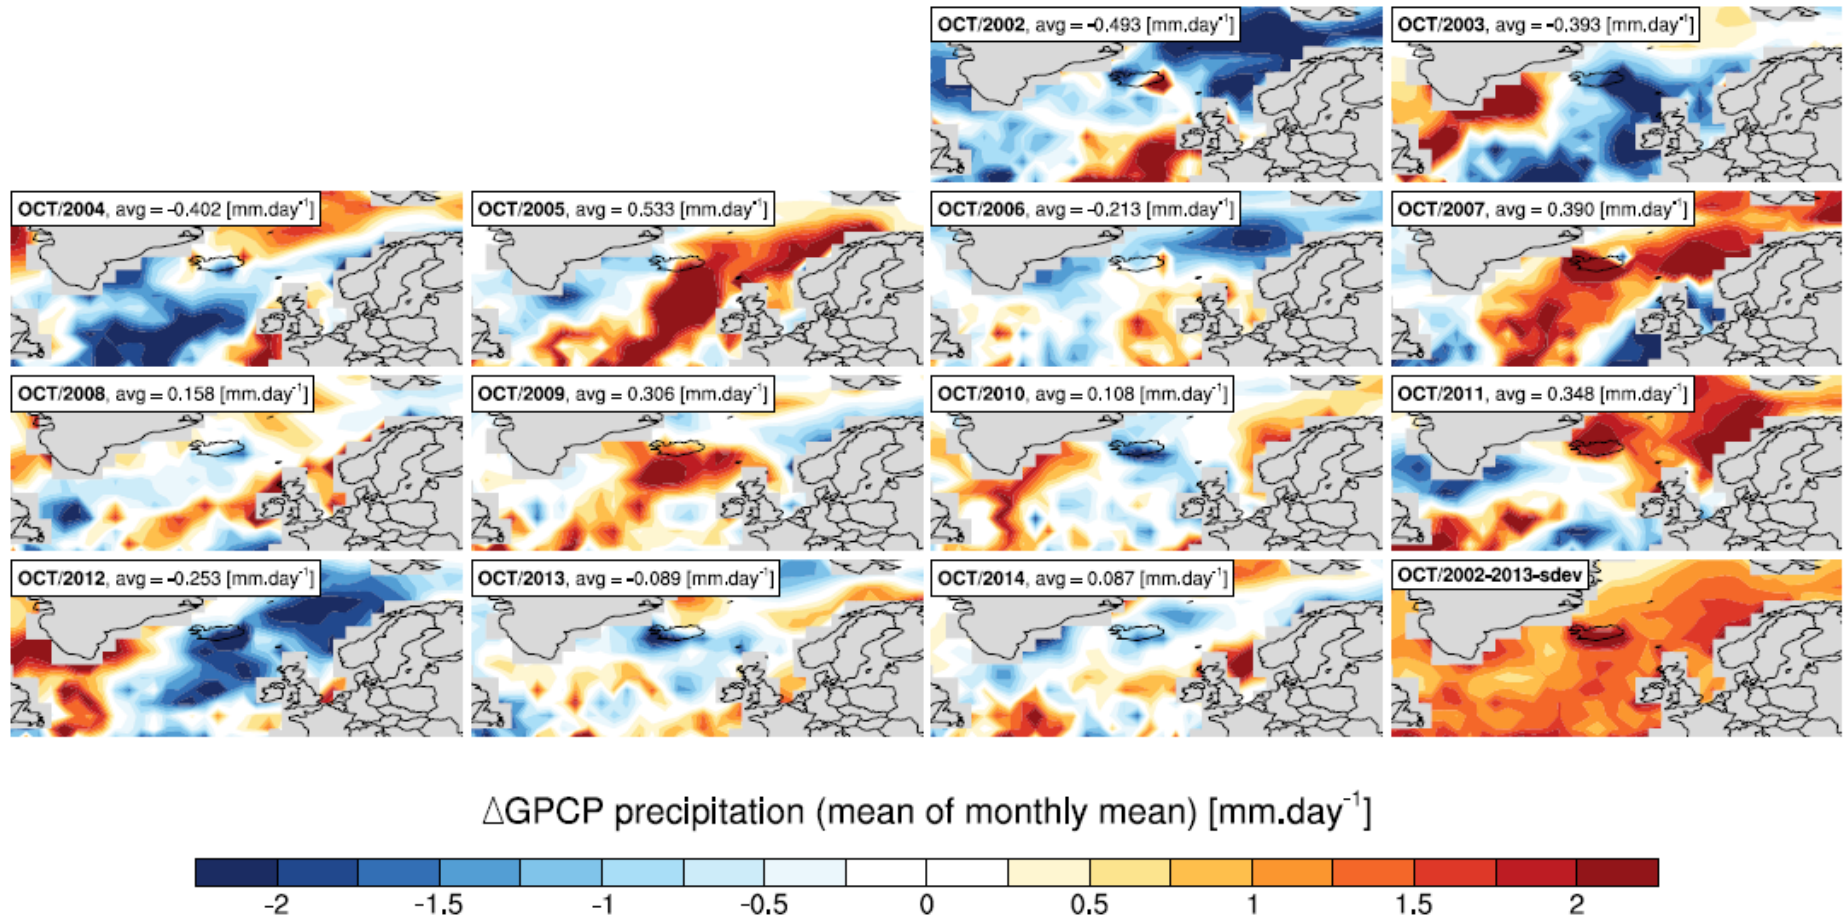 OCT/2002, avg = -0.493 [mm.day⁻¹]
OCT/2003, avg = -0.393 [mm.day⁻¹]
OCT/2004, avg = -0.402 [mm.day⁻¹]
OCT/2005, avg = 0.533 [mm.day⁻¹]
OCT/2006, avg = -0.213 [mm.day⁻¹]
OCT/2007, avg = 0.390 [mm.day⁻¹]
OCT/2008, avg = 0.158 [mm.day⁻¹]
OCT/2009, avg = 0.306 [mm.day⁻¹]
OCT/2010, avg = 0.108 [mm.day⁻¹]
OCT/2011, avg = 0.348 [mm.day⁻¹]
OCT/2012, avg = -0.253 [mm.day⁻¹]
OCT/2013, avg = -0.089 [mm.day⁻¹]
OCT/2014, avg = 0.087 [mm.day⁻¹]
OCT/2002-2013-sdev
ΔGPCP precipitation (mean of monthly mean) [mm.day⁻¹]
-2 -1.5 -1 -0.5 0 0.5 1 1.5 2